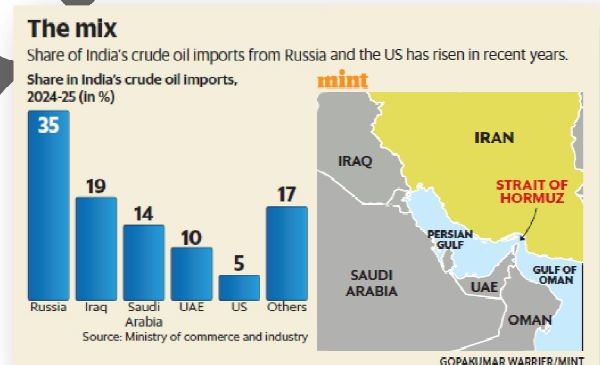 The mix
Share of India's crude oil imports from Russia and the US has risen in recent years.
Share in India's crude oil imports,
2024-25 (in %)
35
19
14
10
5
17
Russia
Iraq
Saudi
Arabia
UAE
US
Others
Source: Ministry of commerce and industry
mint
IRAN
IRAQ
STRAIT OF
HORMUZ
PERSIAN
GULF
SAUDI
ARABIA
UAE
GULF OF
OMAN
OMAN
GOPAKUMAR WARRIER/MINT